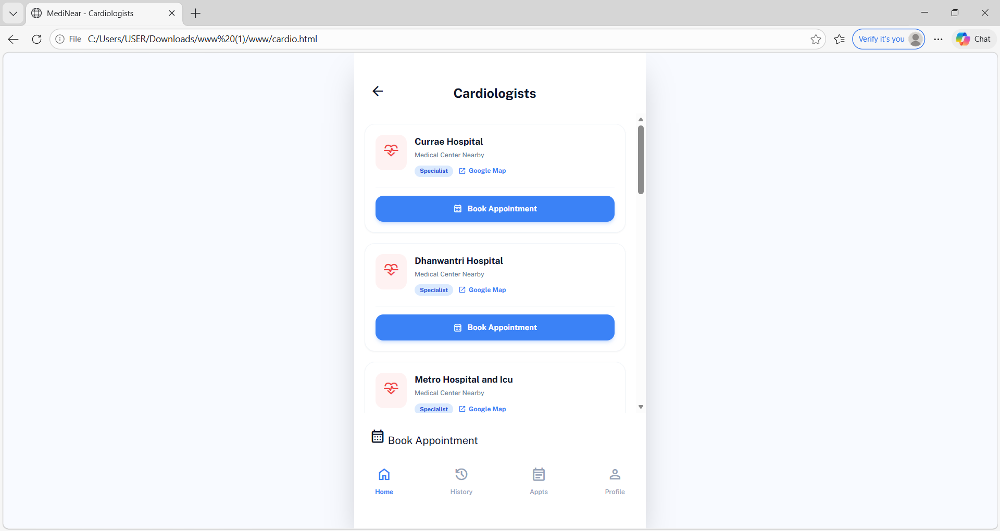 MediNear - Cardiologists
File C:/Users/USER/Downloads/www%20(1)/www/cardio.html
Verify it's you
Chat
Cardiologists
Currae Hospital
Medical Center Nearby
Specialist Google Map
Book Appointment
Dhanwantri Hospital
Medical Center Nearby
Specialist Google Map
Book Appointment
Metro Hospital and Icu
Medical Center Nearby
Specialist Google Map
Book Appointment
Home History Appts Profile